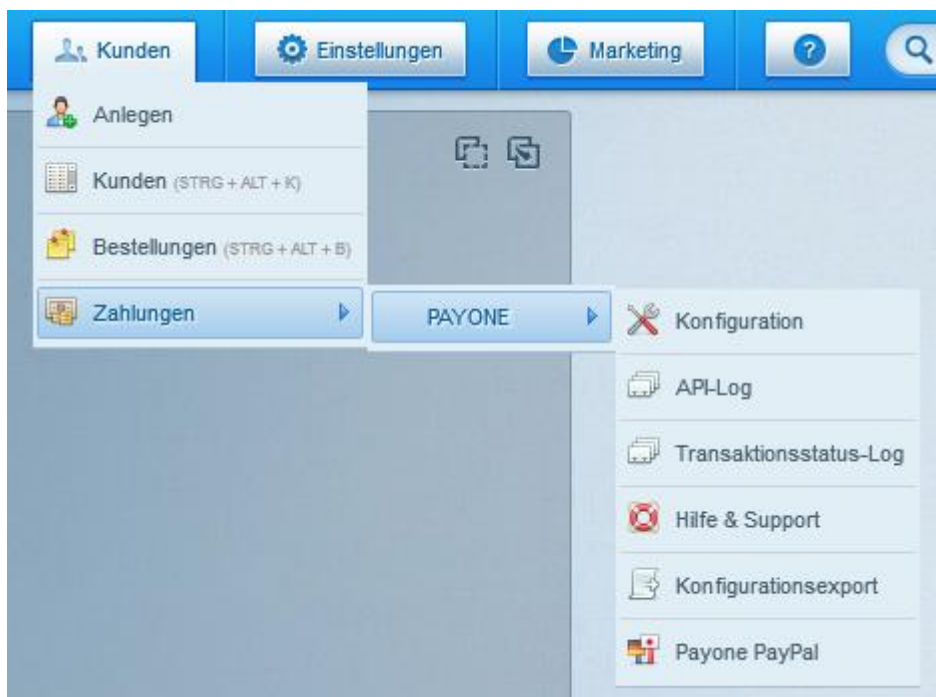 Kunden
Einstellungen
Marketing
?
Anlegen
Kunden (STRG + ALT + K)
Bestellungen (STRG + ALT + B)
Zahlungen
PAYONE
Konfiguration
API-Log
Transaktionsstatus-Log
Hilfe & Support
Konfigurationsexport
Payone PayPal